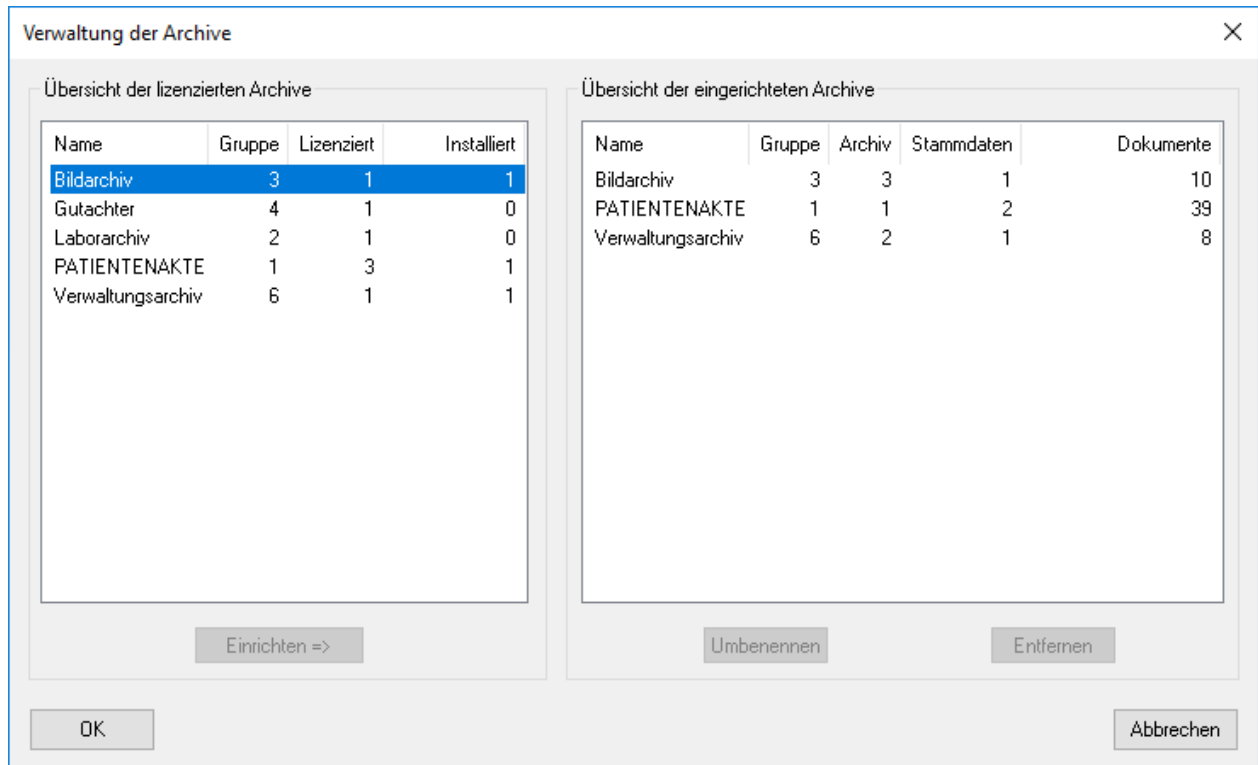 Verwaltung der Archive
Übersicht der lizenzierten Archive
Name Gruppe Lizenziert Installiert
Bildarchiv 3 1 1
Gutachter 4 1 0
Laborarchiv 2 1 0
PATIENTENAKTE 1 3 1
Verwaltungsarchiv 6 1 1
Einrichten =>
Übersicht der eingerichteten Archive
Name Gruppe Archiv Stammdaten Dokumente
Bildarchiv 3 3 1 10
PATIENTENAKTE 1 1 2 39
Verwaltungsarchiv 6 2 1 8
Umbenennen Entfernen
OK Abbrechen